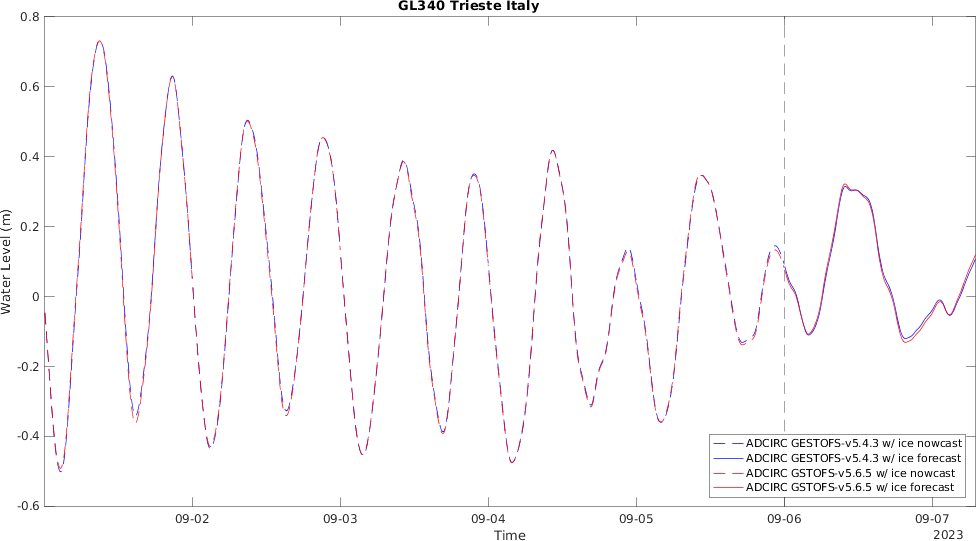 GL340 Trieste Italy
0.8
0.6
0.4
0.2
0
-0.2
-0.4
-0.6
Water Level (m)
09-02
09-03
09-04
09-05
09-06
09-07
Time
2023
ADCIRC GESTOFS-v5.4.3 w/ ice nowcast
ADCIRC GESTOFS-v5.4.3 w/ ice forecast
ADCIRC GSTOFS-v5.6.5 w/ ice nowcast
ADCIRC GSTOFS-v5.6.5 w/ ice forecast